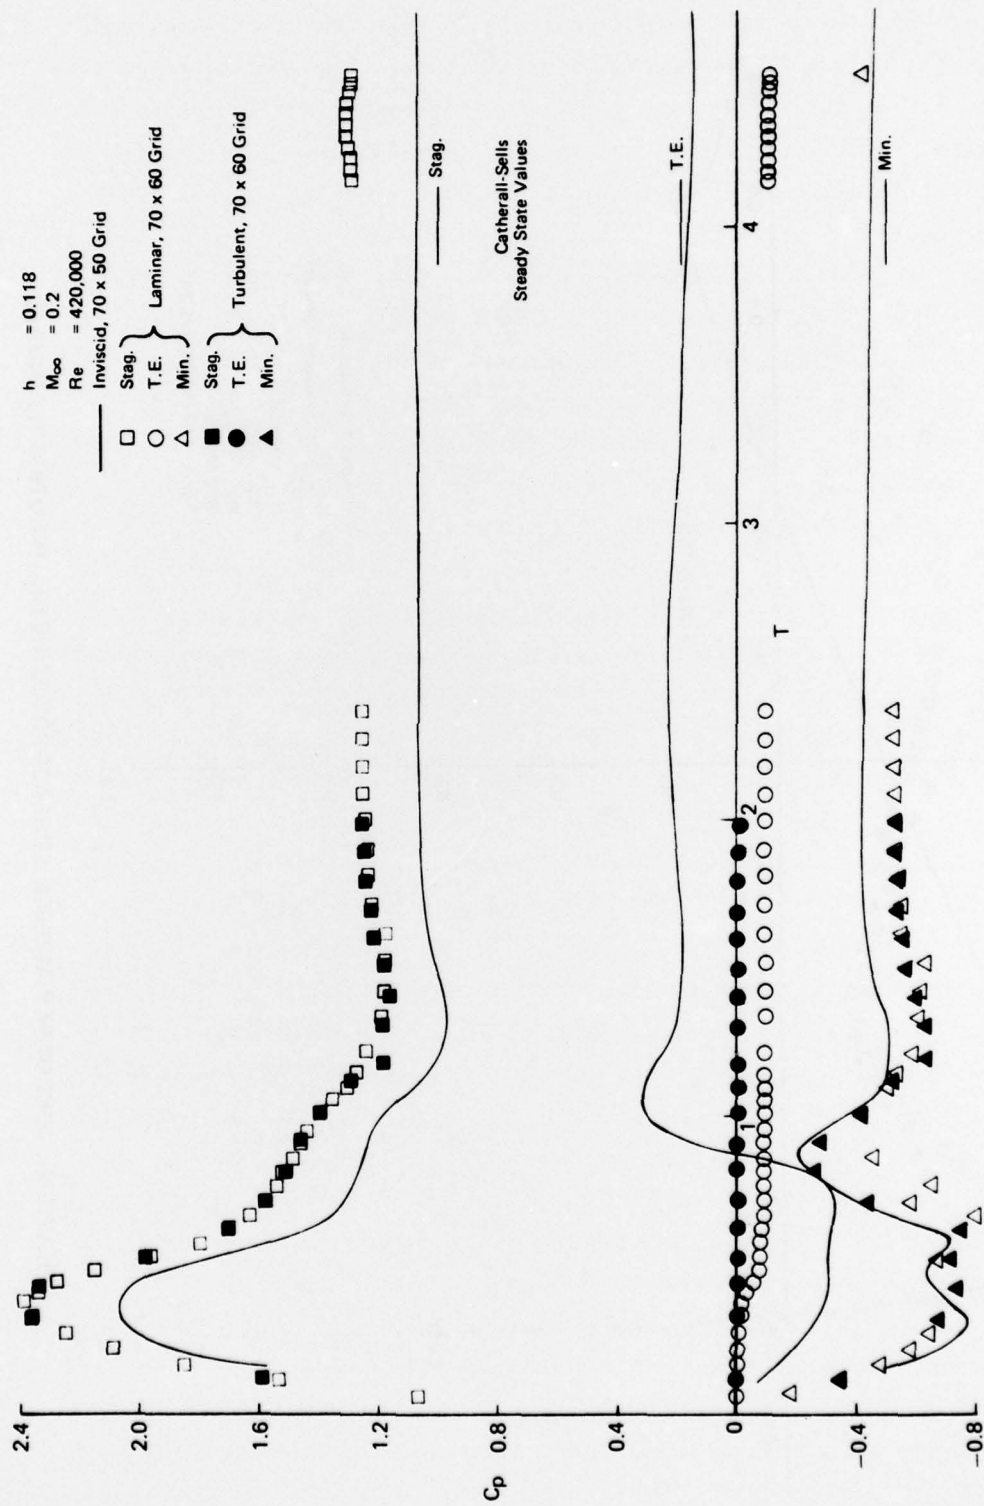 h = 0.118
M∞ = 0.2
Re = 420,000
Inviscid, 70 x 50 Grid
Stag.
T.E. Laminar, 70 x 60 Grid
Min.
Stag.
T.E. Turbulent, 70 x 60 Grid
Min.
2.4
2.0
1.6
1.2
0.8
0.4
0
−0.4
−0.8
Cp
1
2
3
4
T
Stag.
Catherall-Sells
Steady State Values
T.E.
Min.